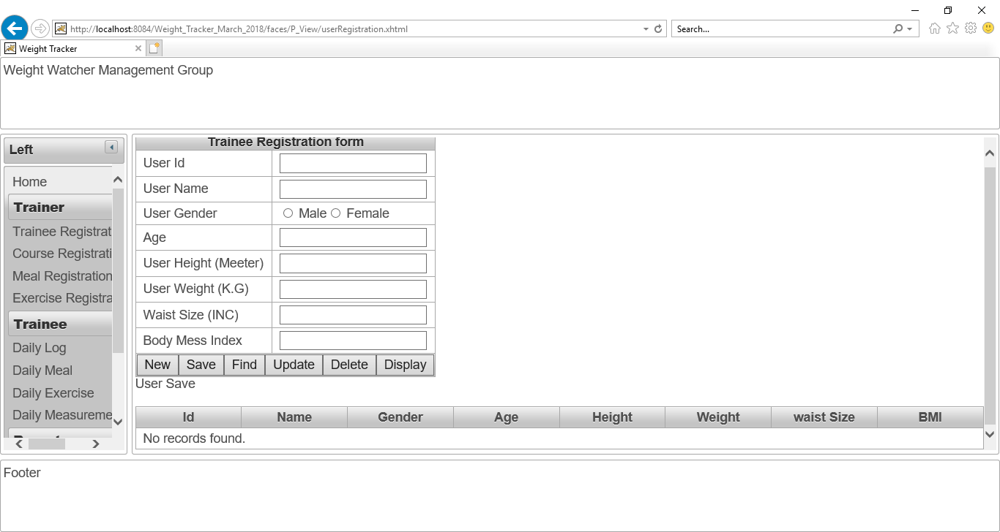 http://localhost:8084/Weight_Tracker_March_2018/faces/P_View/userRegistration.xhtml
Search...
Weight Tracker
Weight Watcher Management Group
Left
Home
Trainer
Trainee Registrat
Course Registrati
Meal Registration
Exercise Registra
Trainee
Daily Log
Daily Meal
Daily Exercise
Daily Measureme
Trainee Registration form
User Id
User Name
User Gender Male Female
Age
User Height (Meeter)
User Weight (K.G)
Waist Size (INC)
Body Mess Index
New Save Find Update Delete Display
User Save
Id Name Gender Age Height Weight waist Size BMI
No records found.
Footer